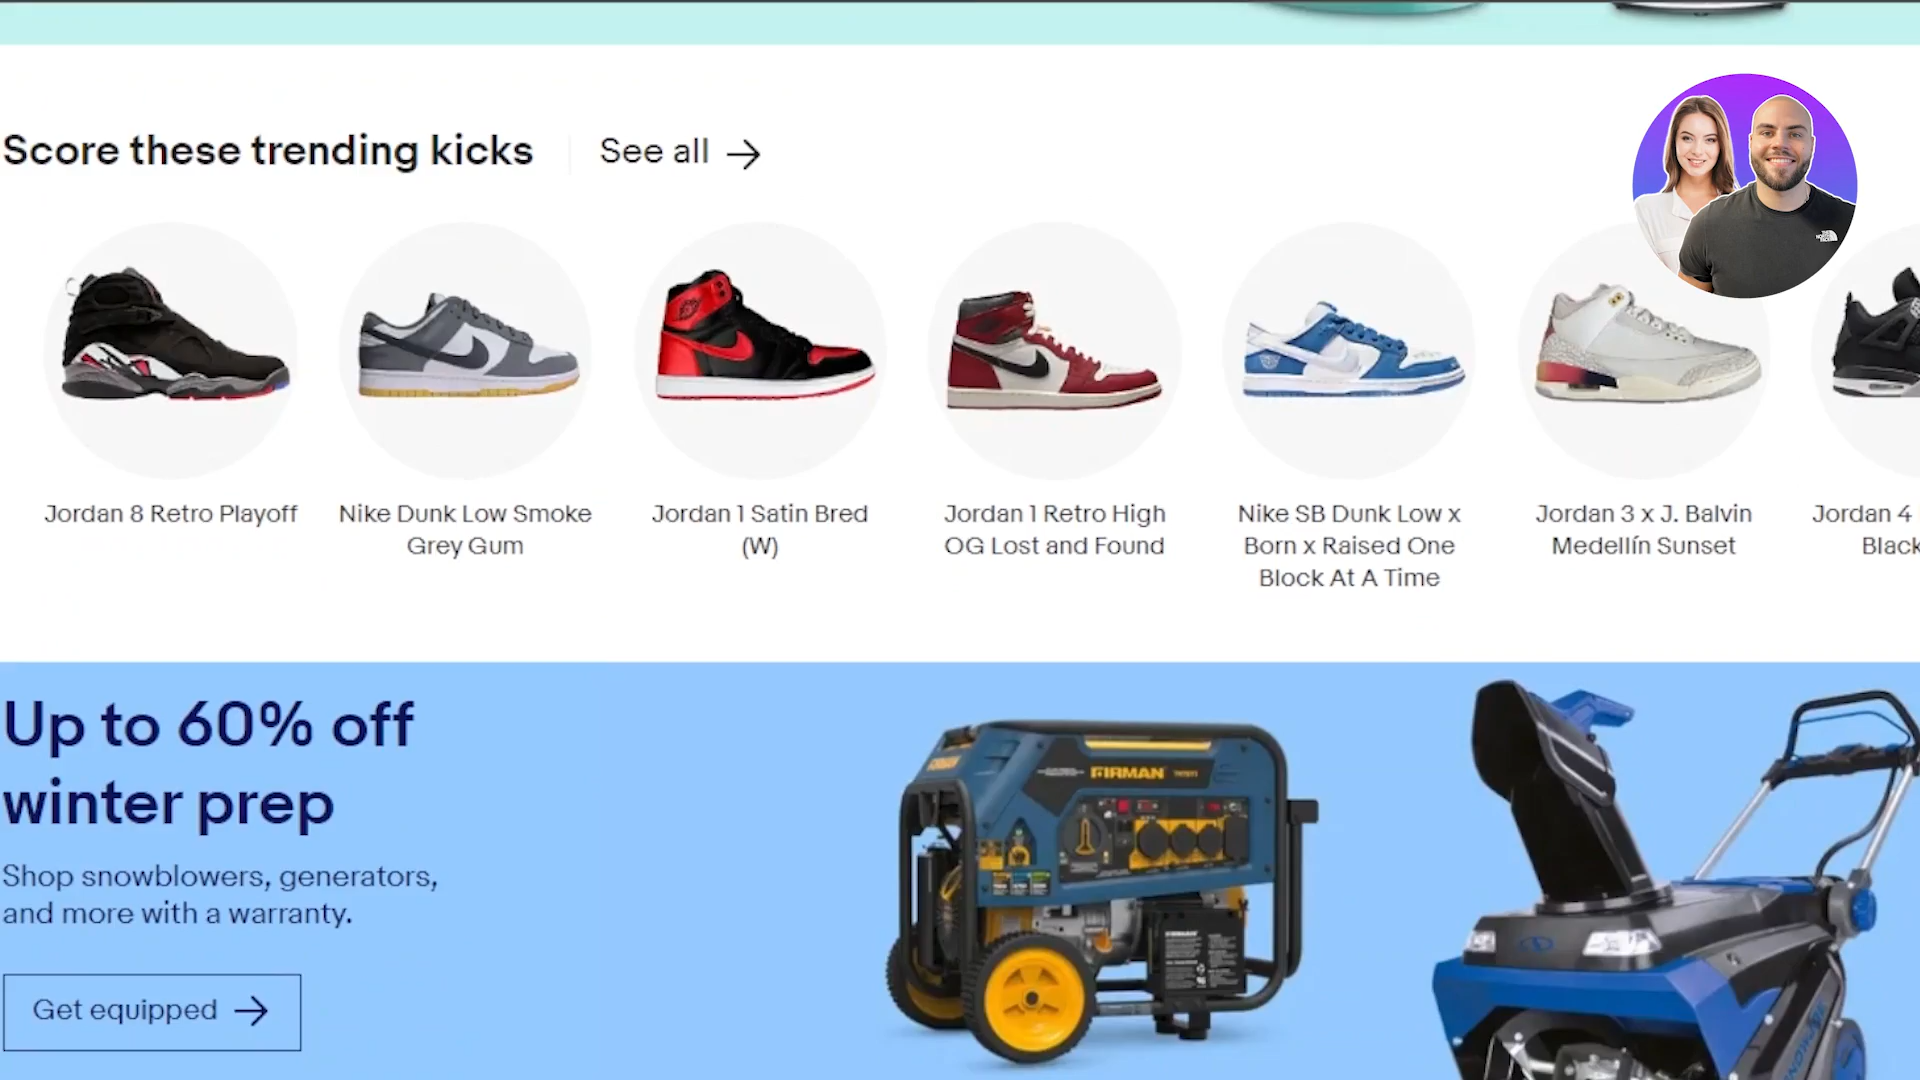 Score these trending kicks
See all →
Jordan 8 Retro Playoff
Nike Dunk Low Smoke
Grey Gum
Jordan 1 Satin Bred
(W)
Jordan 1 Retro High
OG Lost and Found
Nike SB Dunk Low x
Born x Raised One
Block At A Time
Jordan 3 x J. Balvin
Medellín Sunset
Jordan 4
Black
Up to 60% off
winter prep
Shop snowblowers, generators,
and more with a warranty.
Get equipped →
FIRMAN